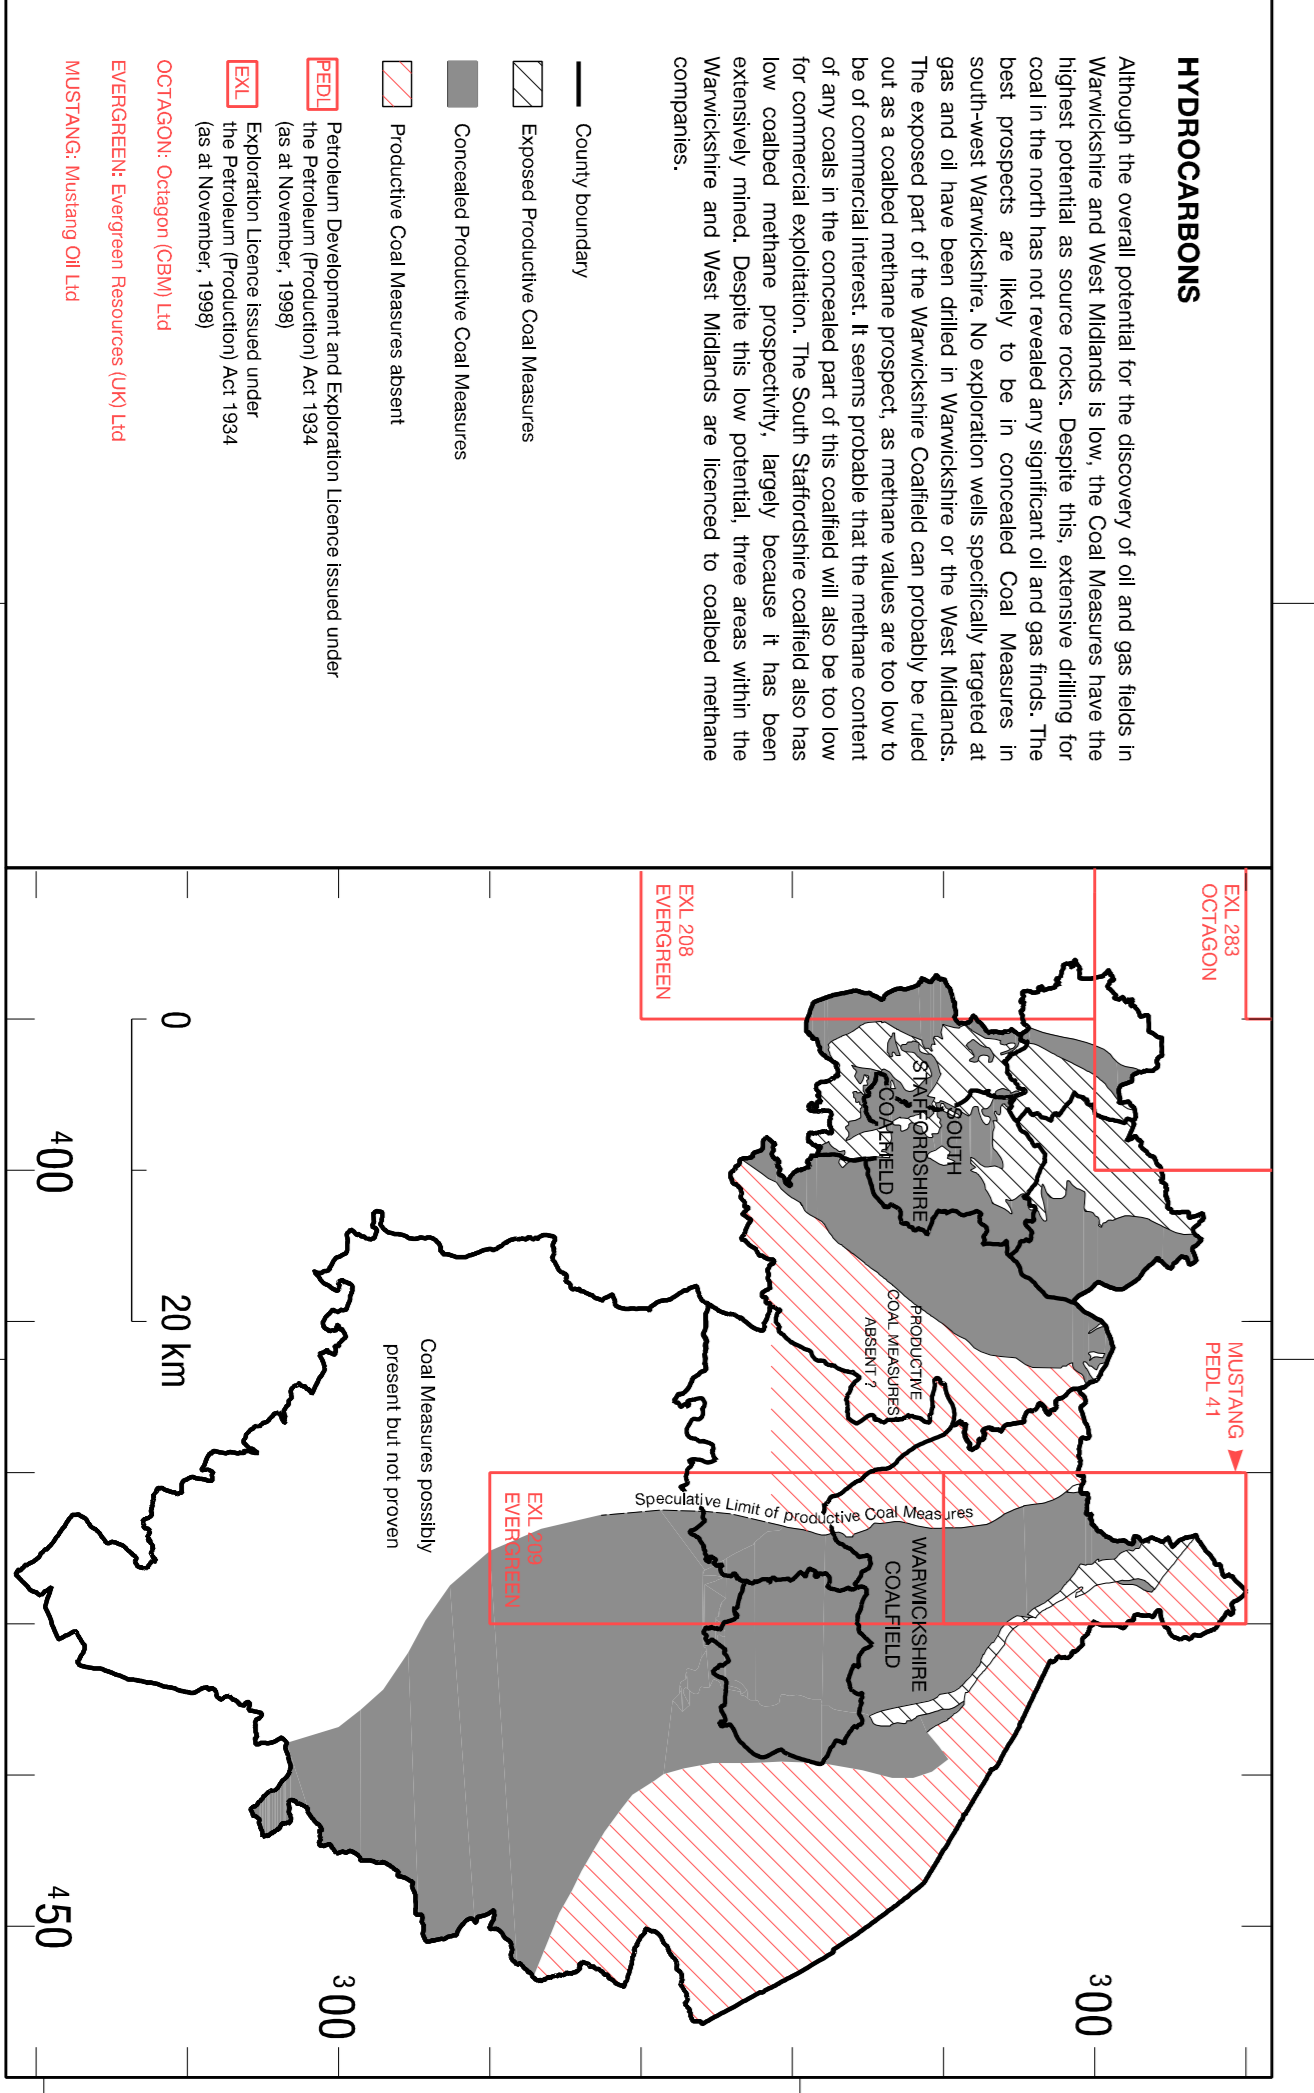 HYDROCARBONS
Although the overall potential for the discovery of oil and gas fields in
Warwickshire and West Midlands is low, the Coal Measures have the
highest potential as source rocks. Despite this, extensive drilling for
coal in the north has not revealed any significant oil and gas finds. The
best prospects are likely to be in concealed Coal Measures in
south-west Warwickshire. No exploration wells specifically targeted at
gas and oil have been drilled in Warwickshire or the West Midlands.
The exposed part of the Warwickshire Coalfield can probably be ruled
out as a coalbed methane prospect, as methane values are too low to
be of commercial interest. It seems probable that the methane content
of any coals in the concealed part of this coalfield will also be too low
for commercial exploitation. The South Staffordshire coalfield also has
low coalbed methane prospectivity, largely because it has been
extensively mined. Despite this low potential, three areas within the
Warwickshire and West Midlands are licenced to coalbed methane
companies.
County boundary
Exposed Productive Coal Measures
Concealed Productive Coal Measures
Productive Coal Measures absent
PEDL
Petroleum Development and Exploration Licence issued under
the Petroleum (Production) Act 1934
(as at November, 1998)
EXL
Exploration Licence issued under
the Petroleum (Production) Act 1934
(as at November, 1998)
OCTAGON: Octagon (CBM) Ltd
EVERGREEN: Evergreen Resources (UK) Ltd
MUSTANG: Mustang Oil Ltd
EXL 283
OCTAGON
MUSTANG
PEDL 41
300
SOUTH
STAFFORDSHIRE
COALFIELD
PRODUCTIVE
COAL MEASURES
ABSENT ?
WARWICKSHIRE
COALFIELD
Speculative Limit of productive Coal Measures
EXL 208
EVERGREEN
EXL 209
EVERGREEN
Coal Measures possibly
present but not proven
300
0
20 km
400
450